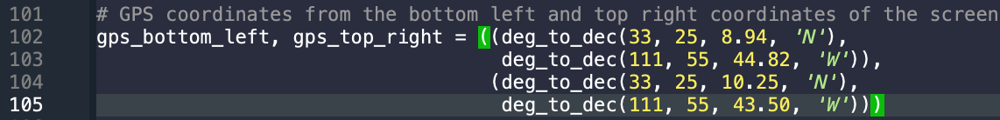 101 # GPS coordinates from the bottom left and top right coordinates of the screen
102 gps_bottom_left, gps_top_right = ((deg_to_dec(33, 25, 8.94, 'N'),
103 deg_to_dec(111, 55, 44.82, 'W')),
104 (deg_to_dec(33, 25, 10.25, 'N'),
105 deg_to_dec(111, 55, 43.50, 'W')))